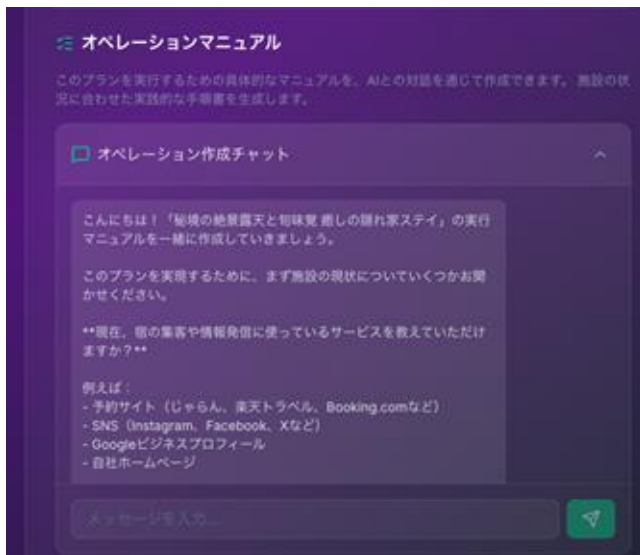 オペレーションマニュアル
このプランを実行するための具体的なマニュアルを、AIとの対話を通じて作成できます。 施設の状
況に合わせた実践的な手順書を生成します。
オペレーション作成チャット
こんにちは！「秘境の絶景露天と旬味覚 癒しの隠れ家ステイ」の実行
マニュアルを一緒に作成していきましょう。
このプランを実現するために、まず施設の現状についていくつかお聞
かせください。
**現在、宿の集客や情報発信に使っているサービスを教えていただけ
ますか？**
例えば：
- 予約サイト（じゃらん、楽天トラベル、Booking.comなど）
- SNS（Instagram、Facebook、Xなど）
- Googleビジネスプロフィール
- 自社ホームページ
メッセージを入力...